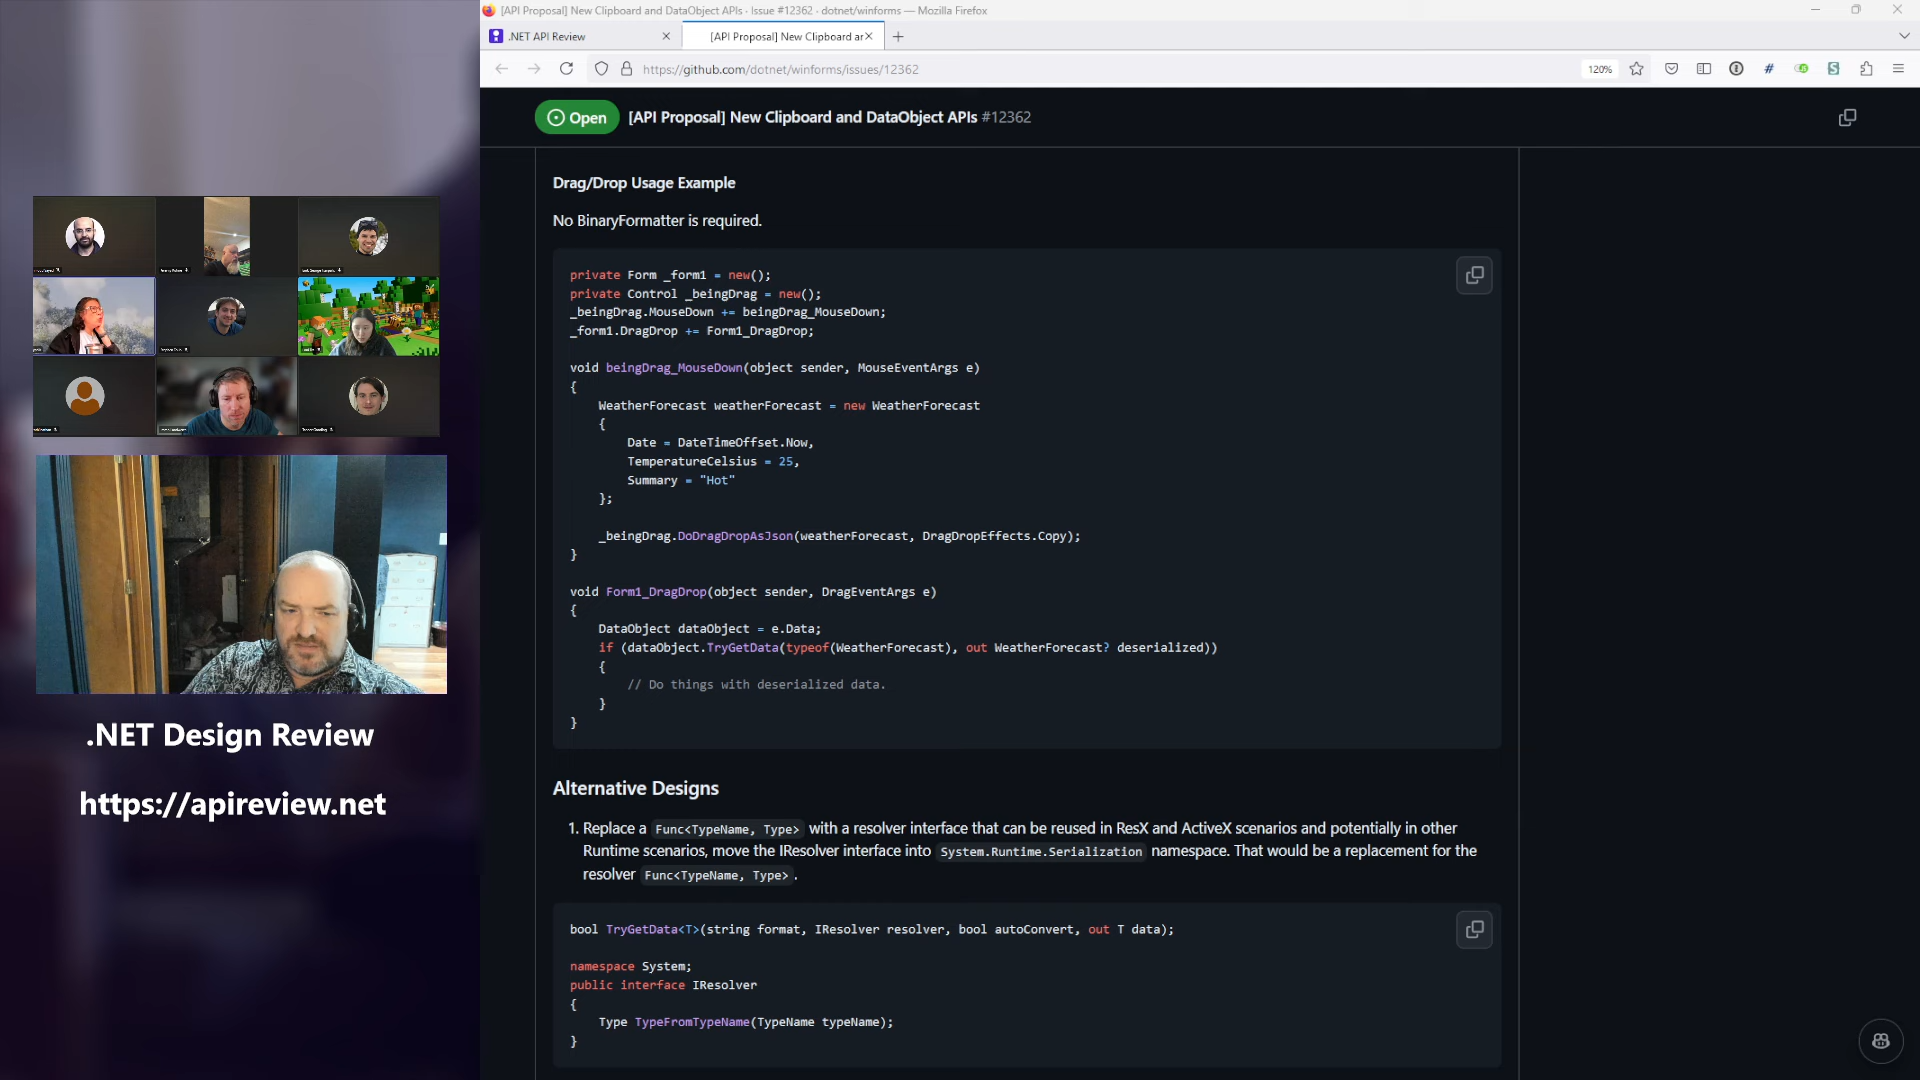 [API Proposal] New Clipboard and DataObject APIs · Issue #12362 · dotnet/winforms — Mozilla Firefox
.NET API Review
[API Proposal] New Clipboard ar
https://github.com/dotnet/winforms/issues/12362
120%
Open
[API Proposal] New Clipboard and DataObject APIs #12362
Drag/Drop Usage Example
No BinaryFormatter is required.
private Form _form1 = new();
private Control _beingDrag = new();
_beingDrag.MouseDown += beingDrag_MouseDown;
_form1.DragDrop += Form1_DragDrop;
void beingDrag_MouseDown(object sender, MouseEventArgs e)
{
WeatherForecast weatherForecast = new WeatherForecast
{
Date = DateTimeOffset.Now,
TemperatureCelsius = 25,
Summary = "Hot"
};
_beingDrag.DoDragDropAsJson(weatherForecast, DragDropEffects.Copy);
}
void Form1_DragDrop(object sender, DragEventArgs e)
{
DataObject dataObject = e.Data;
if (dataObject.TryGetData(typeof(WeatherForecast), out WeatherForecast? deserialized))
{
// Do things with deserialized data.
}
}
Alternative Designs
1. Replace a Func<TypeName, Type> with a resolver interface that can be reused in ResX and ActiveX scenarios and potentially in other
Runtime scenarios, move the IResolver interface into System.Runtime.Serialization namespace. That would be a replacement for the
resolver Func<TypeName, Type>.
bool TryGetData<T>(string format, IResolver resolver, bool autoConvert, out T data);
namespace System;
public interface IResolver
{
Type TypeFromTypeName(TypeName typeName);
}
.NET Design Review
https://apireview.net